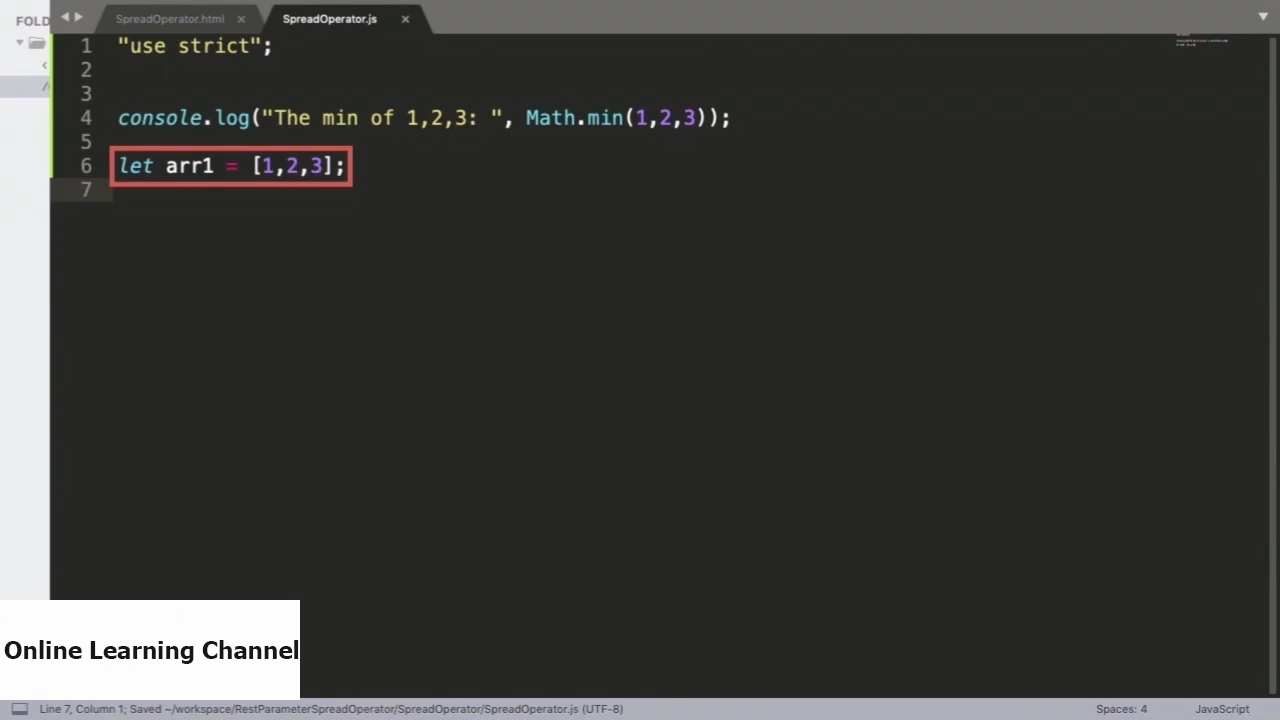 FOLD
SpreadOperator.html ×
SpreadOperator.js ×
1 "use strict";
2
3
4 console.log("The min of 1,2,3: ", Math.min(1,2,3));
5
6 let arr1 = [1,2,3];
7
Online Learning Channel
Line 7, Column 1; Saved ~/workspace/RestParameterSpreadOperator/SpreadOperator/SpreadOperator.js (UTF-8)
Spaces: 4
JavaScript